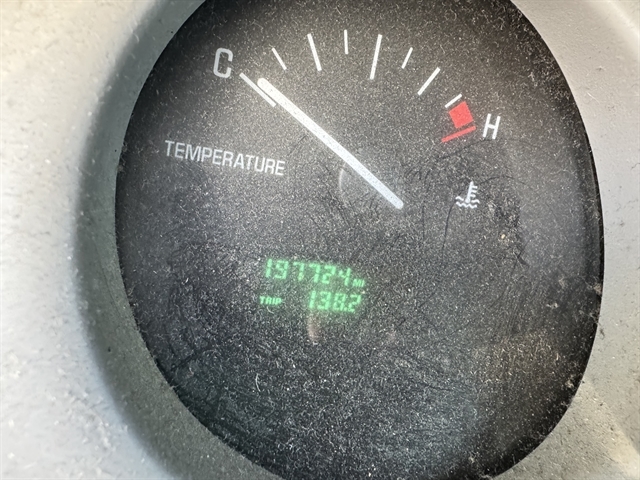 C
H
TEMPERATURE
197724 MI
TRIP 138.2